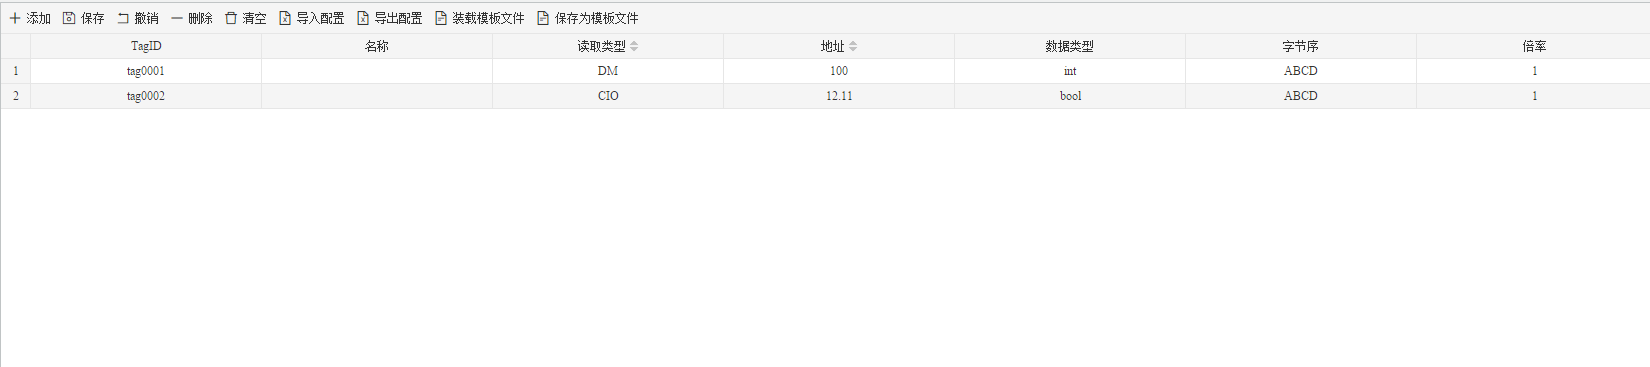 添加 保存 撤销 删除 清空 导入配置 导出配置 装载模板文件 保存为模板文件
TagID 名称 读取类型 地址 数据类型 字节序 倍率
1 tag0001 DM 100 int ABCD 1
2 tag0002 CIO 12.11 bool ABCD 1